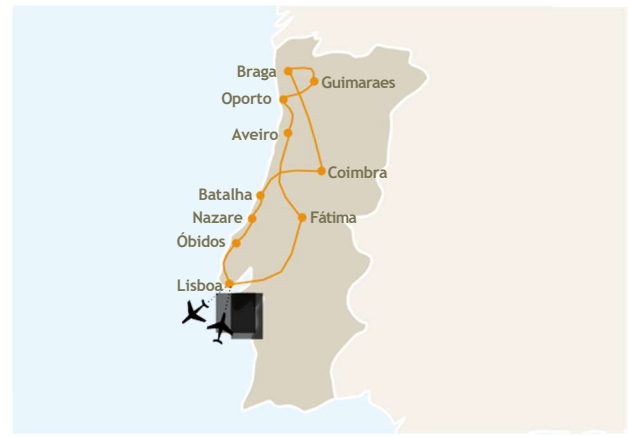 Braga
Guimaraes
Oporto
Aveiro
Coimbra
Batalha
Nazare
Fátima
Óbidos
Lisboa